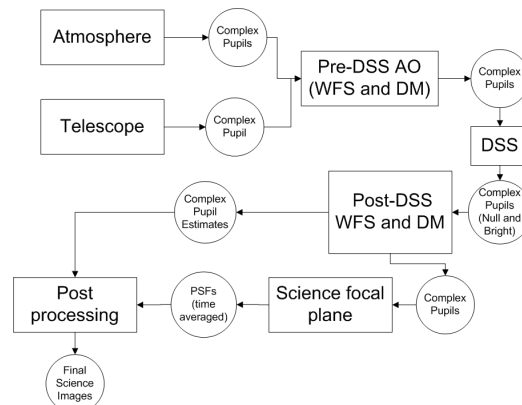 Atmosphere
Complex
Pupils
Pre-DSS AO
(WFS and DM)
Complex
Pupils
Telescope
Complex
Pupil
DSS
Complex
Pupils
(Null and
Bright)
Post-DSS
WFS and DM
Complex
Pupil
Estimates
Complex
Pupils
Science focal
plane
PSFs
(time
averaged)
Post
processing
Final
Science
Images